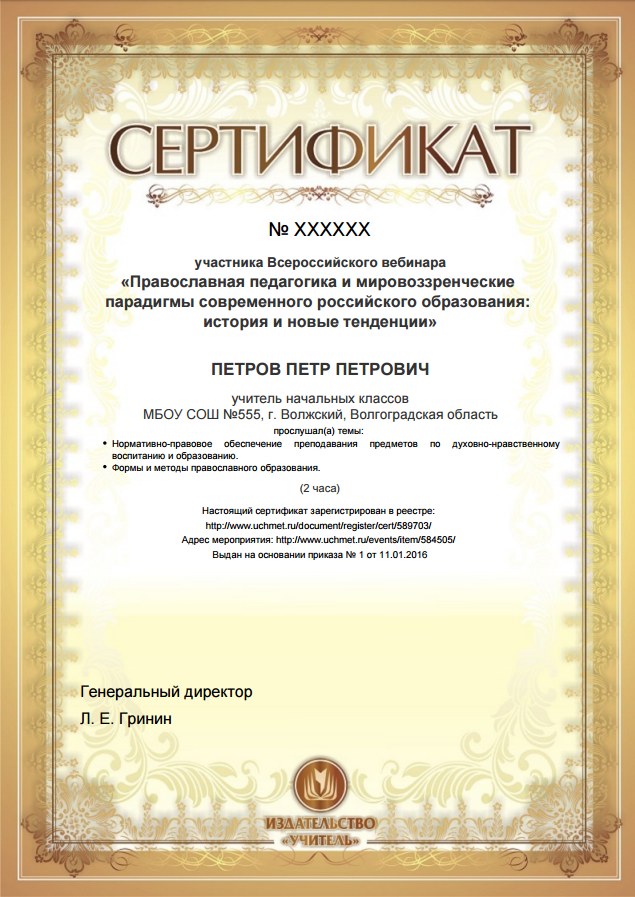 СЕРТИФИКАТ
№ XXXXXX
участника Всероссийского вебинара
«Православная педагогика и мировоззренческие
парадигмы современного российского образования:
история и новые тенденции»
ПЕТРОВ ПЕТР ПЕТРОВИЧ
учитель начальных классов
МБОУ СОШ №555, г. Волжский, Волгоградская область
прослушал(а) темы:
• Нормативно-правовое обеспечение преподавания предметов по духовно-нравственному
воспитанию и образованию.
• Формы и методы православного образования.
(2 часа)
Настоящий сертификат зарегистрирован в реестре:
http://www.uchmet.ru/document/register/cert/589703/
Адрес мероприятия: http://www.uchmet.ru/events/item/584505/
Выдан на основании приказа № 1 от 11.01.2016
Генеральный директор
Л. Е. Гринин
ИЗДАТЕЛЬСТВО
«УЧИТЕЛЬ»